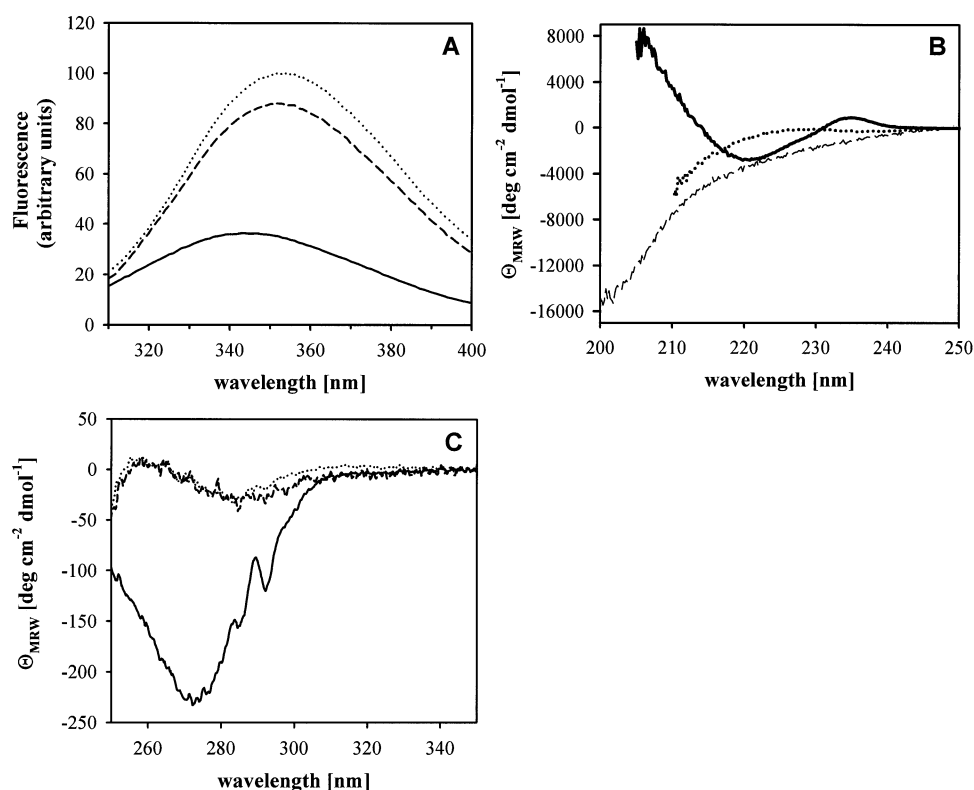 A
120
100
80
60
40
20
0
Fluorescence
(arbitrary units)
320 340 360 380 400
wavelength [nm]
B
8000
4000
0
-4000
-8000
-12000
-16000
ΘMRW [deg cm-2 dmol-1]
200 210 220 230 240 250
wavelength [nm]
C
50
0
-50
-100
-150
-200
-250
ΘMRW [deg cm-2 dmol-1]
260 280 300 320 340
wavelength [nm]